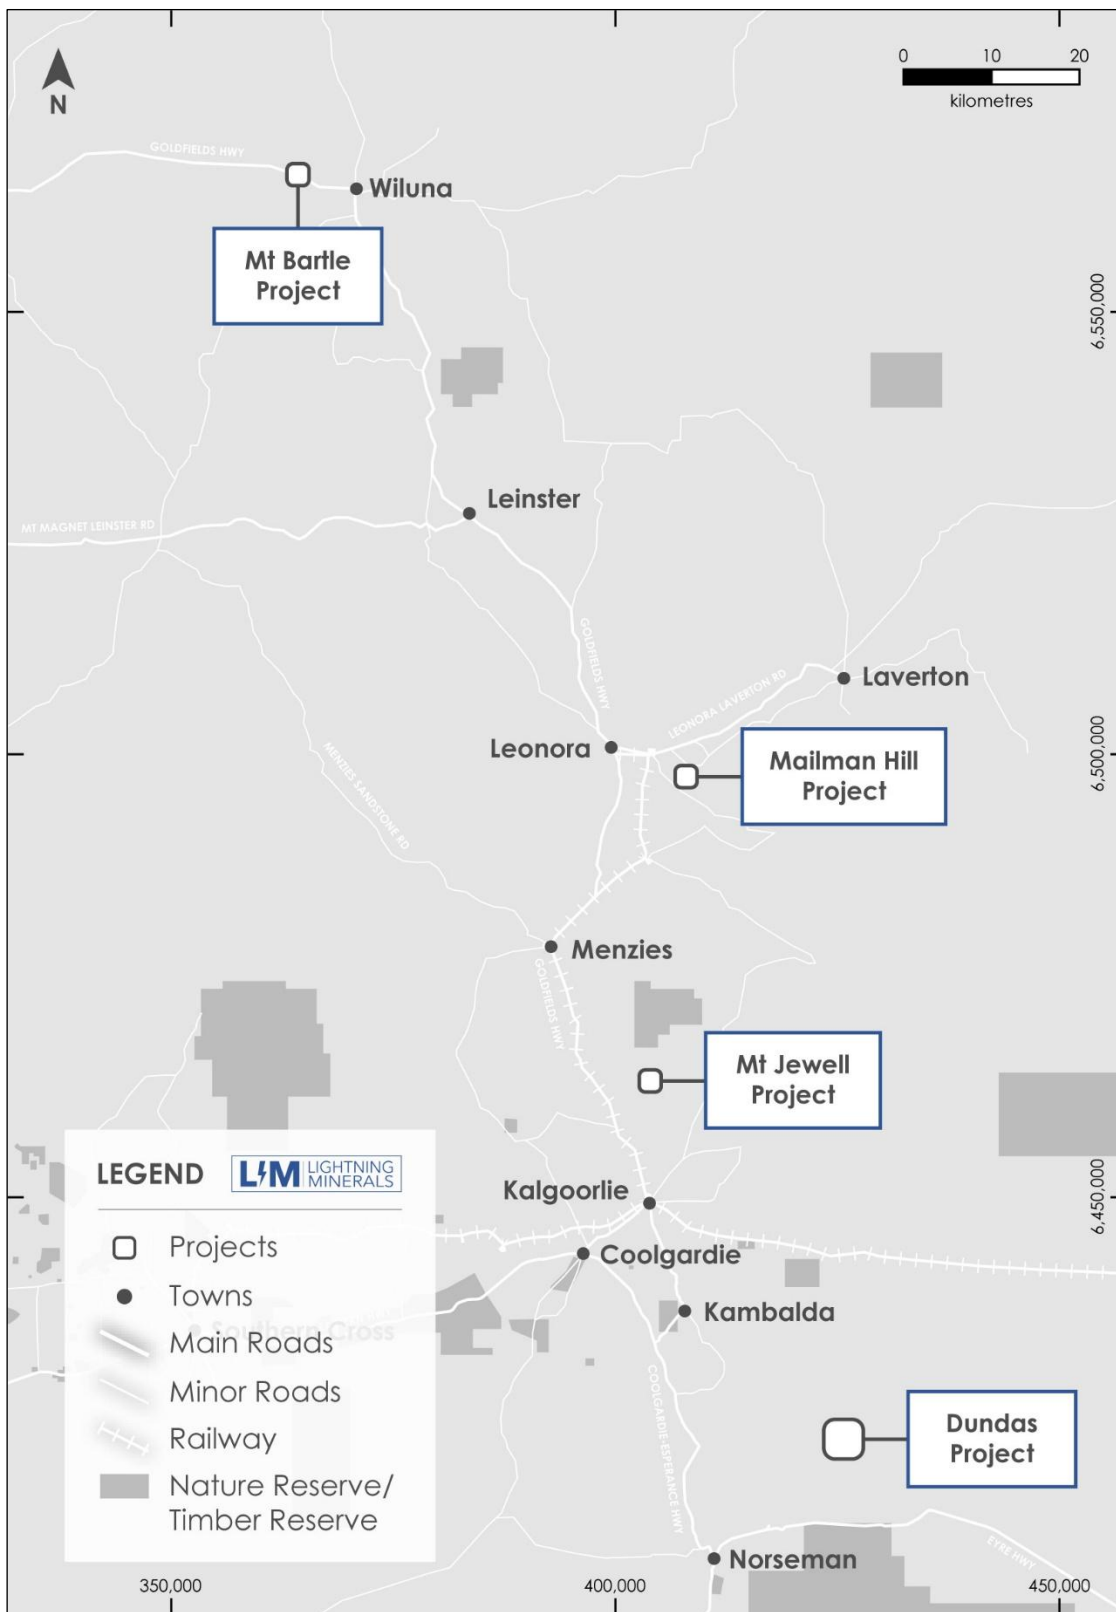 N
0 10 20
kilometres
GOLDFIELDS HWY
Wiluna
Mt Bartle
Project
6,550,000
Leinster
MT MAGNET LEINSTER RD
GOLDFIELDS HWY
Laverton
LEONORA LAVERTON RD
Leonora
Mailman Hill
Project
6,500,000
MENZIES SANDSTONE RD
Menzies
GOLDFIELDS HWY
Mt Jewell
Project
LEGEND
LM LIGHTNING
MINERALS
Kalgoorlie
6,450,000
Projects
Coolgardie
Towns
Kambalda
Southern Cross
Main Roads
Minor Roads
COOLGARDIE-ESPERANCE HWY
Dundas
Project
Railway
Nature Reserve/
Timber Reserve
EYRE HWY
Norseman
350,000
400,000
450,000